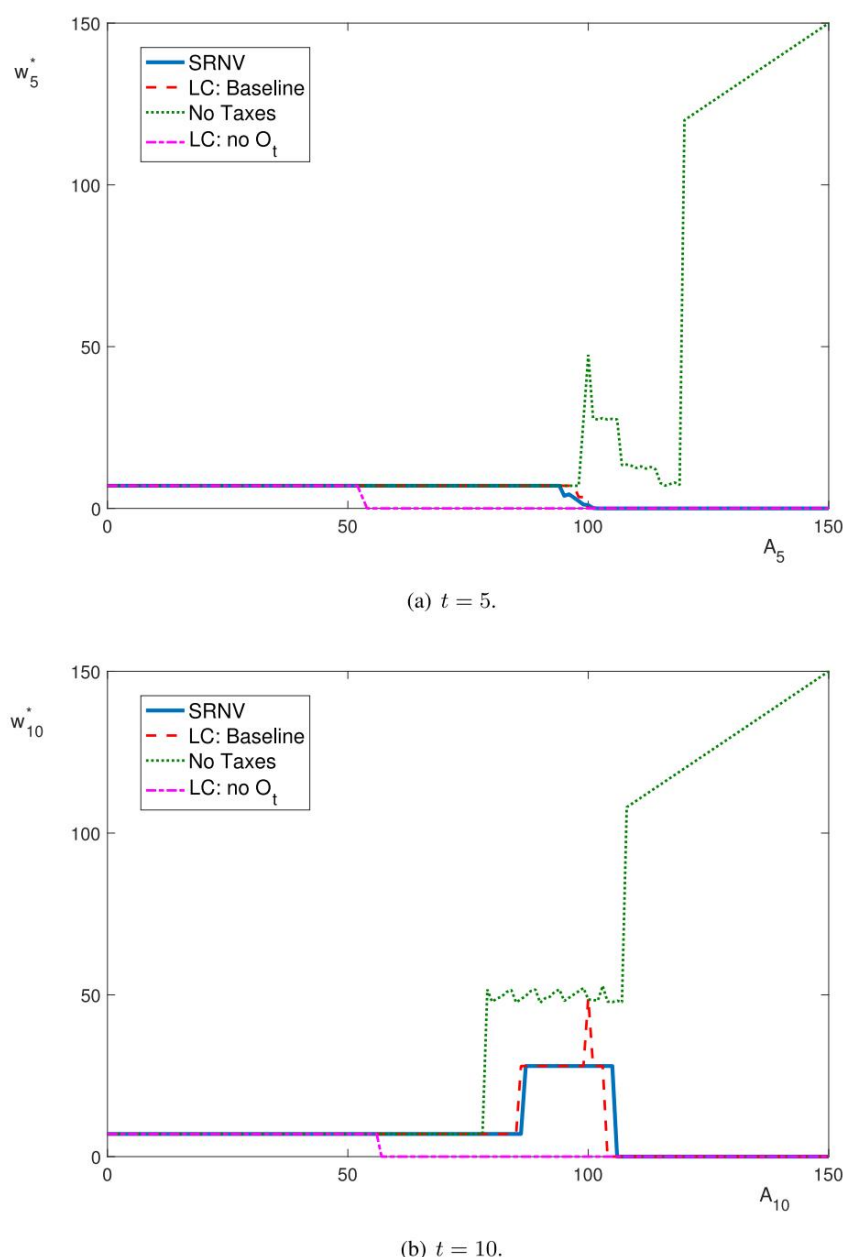 150
w*5
SRNV
LC: Baseline
No Taxes
LC: no Ot
100
50
0
0 50 100 150
A5
(a) t = 5.
150
w*10
SRNV
LC: Baseline
No Taxes
LC: no Ot
100
50
0
0 50 100 150
A10
(b) t = 10.